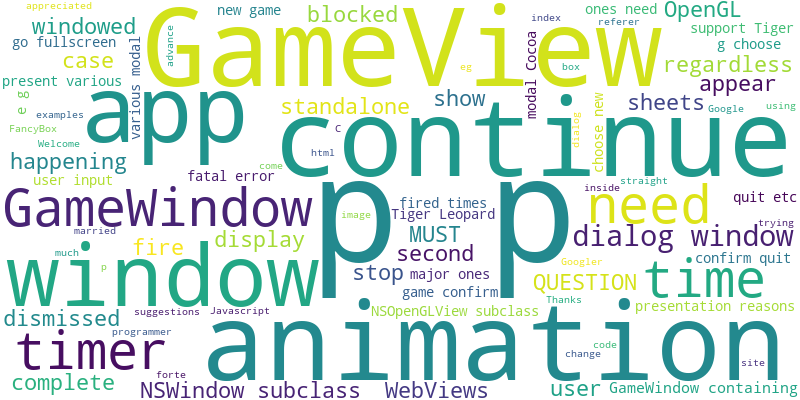 appreciated
new game
blocked
ones need
index
referer
OpenGL
windowed
advance
GameView
go fullscreen
support Tiger
g choose
case
various modal
eg
modal Cocoa
box
regardless
present various
app
standalone
show
sheets
appear
e g
examples
continue
Google
using
FancyBox
Welcome
c
dialog
choose new
happening
html
come
fatal error
user input
straight
GameWindow
p p
need
inside
quit etc
fired times
image
Tiger Leopard
married
fire
display
MUST
dialog window
trying
window
second
confirm quit
much
p
stop
major ones
Googler
QUESTION
time
game confirm
Thanks
presentation reasons
dismissed
suggestions
Javascript
NSOpenGLView subclass
animation
programmer
change
code
timer
site
forte
complete
NSWindow subclass
WebViews
user
GameWindow containing